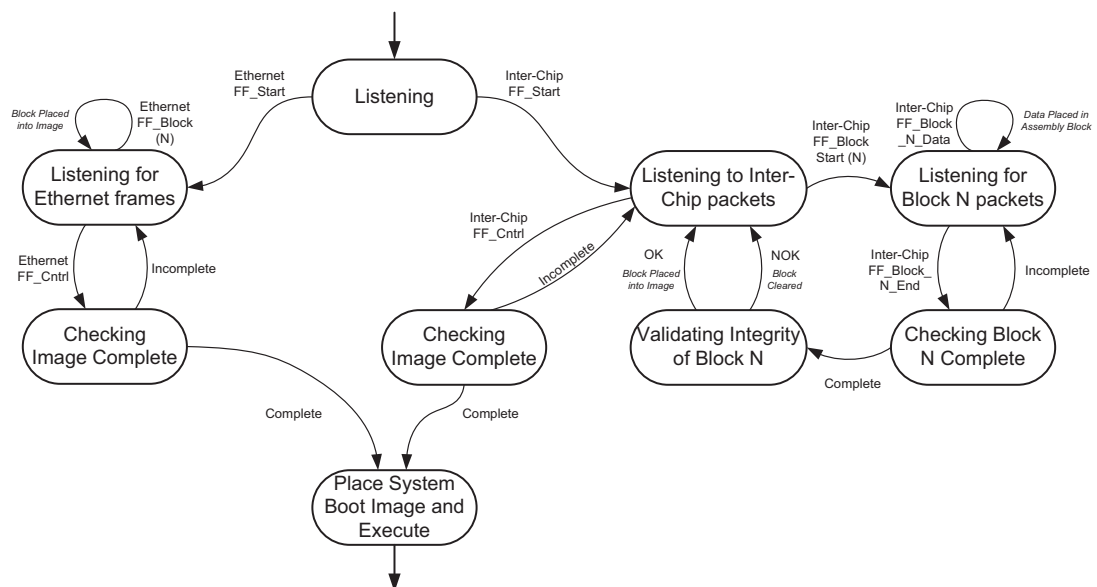 Listening
Ethernet
FF_Start
Inter-Chip
FF_Start
Block Placed
into Image
Ethernet
FF_Block
(N)
Listening for
Ethernet frames
Ethernet
FF_Cntrl
Incomplete
Checking
Image Complete
Complete
Listening to Inter-
Chip packets
Inter-Chip
FF_Cntrl
Incomplete
Checking
Image Complete
Complete
Inter-Chip
FF_Block
Start (N)
Inter-Chip
FF_Block
_N_Data
Data Placed in
Assembly Block
Listening for
Block N packets
Inter-Chip
FF_Block_
N_End
Incomplete
Checking Block
N Complete
Complete
Validating Integrity
of Block N
OK
Block Placed
into Image
NOK
Block
Cleared
Place System
Boot Image and
Execute